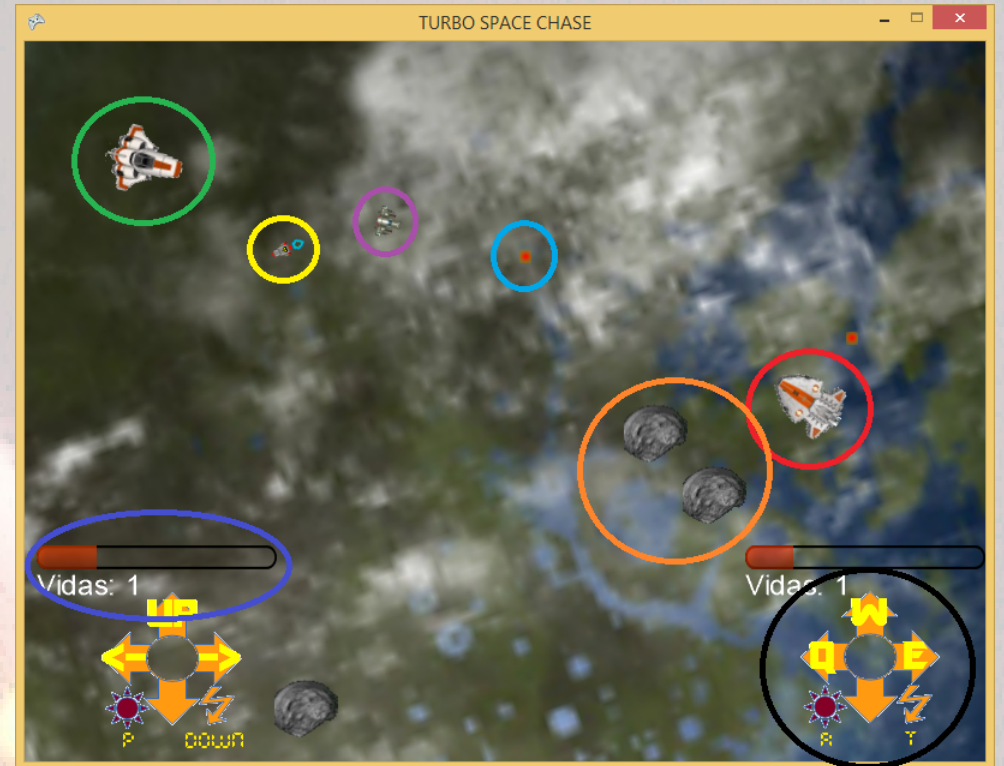 TURBO SPACE CHASE
Vidas: 1
Vidas: 1
UP
W
Q E
P DOWN
A T